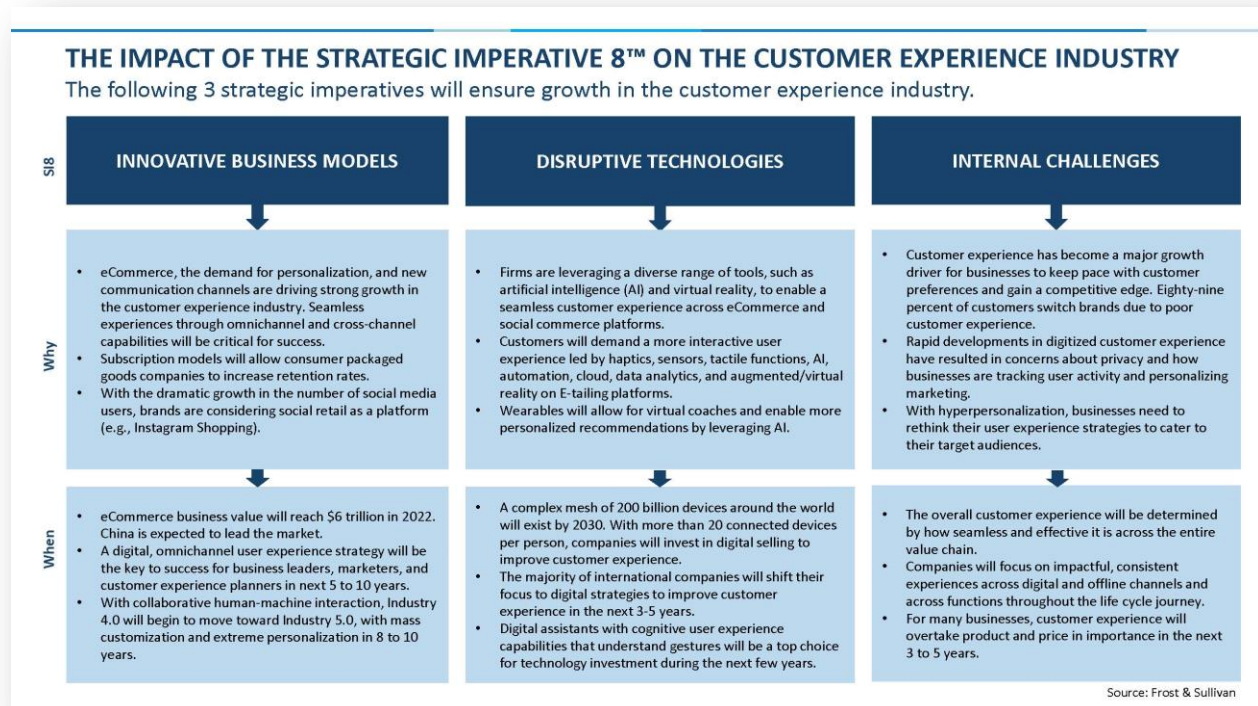 THE IMPACT OF THE STRATEGIC IMPERATIVE 8™ ON THE CUSTOMER EXPERIENCE INDUSTRY
The following 3 strategic imperatives will ensure growth in the customer experience industry.
SI8
INNOVATIVE BUSINESS MODELS
DISRUPTIVE TECHNOLOGIES
INTERNAL CHALLENGES
Why
• eCommerce, the demand for personalization, and new
communication channels are driving strong growth in
the customer experience industry. Seamless
experiences through omnichannel and cross-channel
capabilities will be critical for success.
• Subscription models will allow consumer packaged
goods companies to increase retention rates.
• With the dramatic growth in the number of social media
users, brands are considering social retail as a platform
(e.g., Instagram Shopping).
• Firms are leveraging a diverse range of tools, such as
artificial intelligence (AI) and virtual reality, to enable
a seamless customer experience across eCommerce and
social commerce platforms.
• Customers will demand a more interactive user
experience led by haptics, sensors, tactile functions, AI,
automation, cloud, data analytics, and augmented/virtual
reality on E-tailing platforms.
• Wearables will allow for virtual coaches and enable more
personalized recommendations by leveraging AI.
• Customer experience has become a major growth
driver for businesses to keep pace with customer
preferences and gain a competitive edge. Eighty-nine
percent of customers switch brands due to poor
customer experience.
• Rapid developments in digitized customer experience
have resulted in concerns about privacy and how
businesses are tracking user activity and personalizing
marketing.
• With hyperpersonalization, businesses need to
rethink their user experience strategies to cater to
their target audiences.
When
• eCommerce business value will reach $6 trillion in 2022.
China is expected to lead the market.
• A digital, omnichannel user experience strategy will be
the key to success for business leaders, marketers, and
customer experience planners in next 5 to 10 years.
• With collaborative human-machine interaction, Industry
4.0 will begin to move toward Industry 5.0, with mass
customization and extreme personalization in 8 to 10
years.
• A complex mesh of 200 billion devices around the world
will exist by 2030. With more than 20 connected devices
per person, companies will invest in digital selling to
improve customer experience.
• The majority of international companies will shift their
focus to digital strategies to improve customer
experience in the next 3-5 years.
• Digital assistants with cognitive user experience
capabilities that understand gestures will be a top choice
for technology investment during the next few years.
• The overall customer experience will be determined
by how seamless and effective it is across the entire
value chain.
• Companies will focus on impactful, consistent
experiences across digital and offline channels and
across functions throughout the life cycle journey.
• For many businesses, customer experience will
overtake product and price in importance in the next
3 to 5 years.
Source: Frost & Sullivan